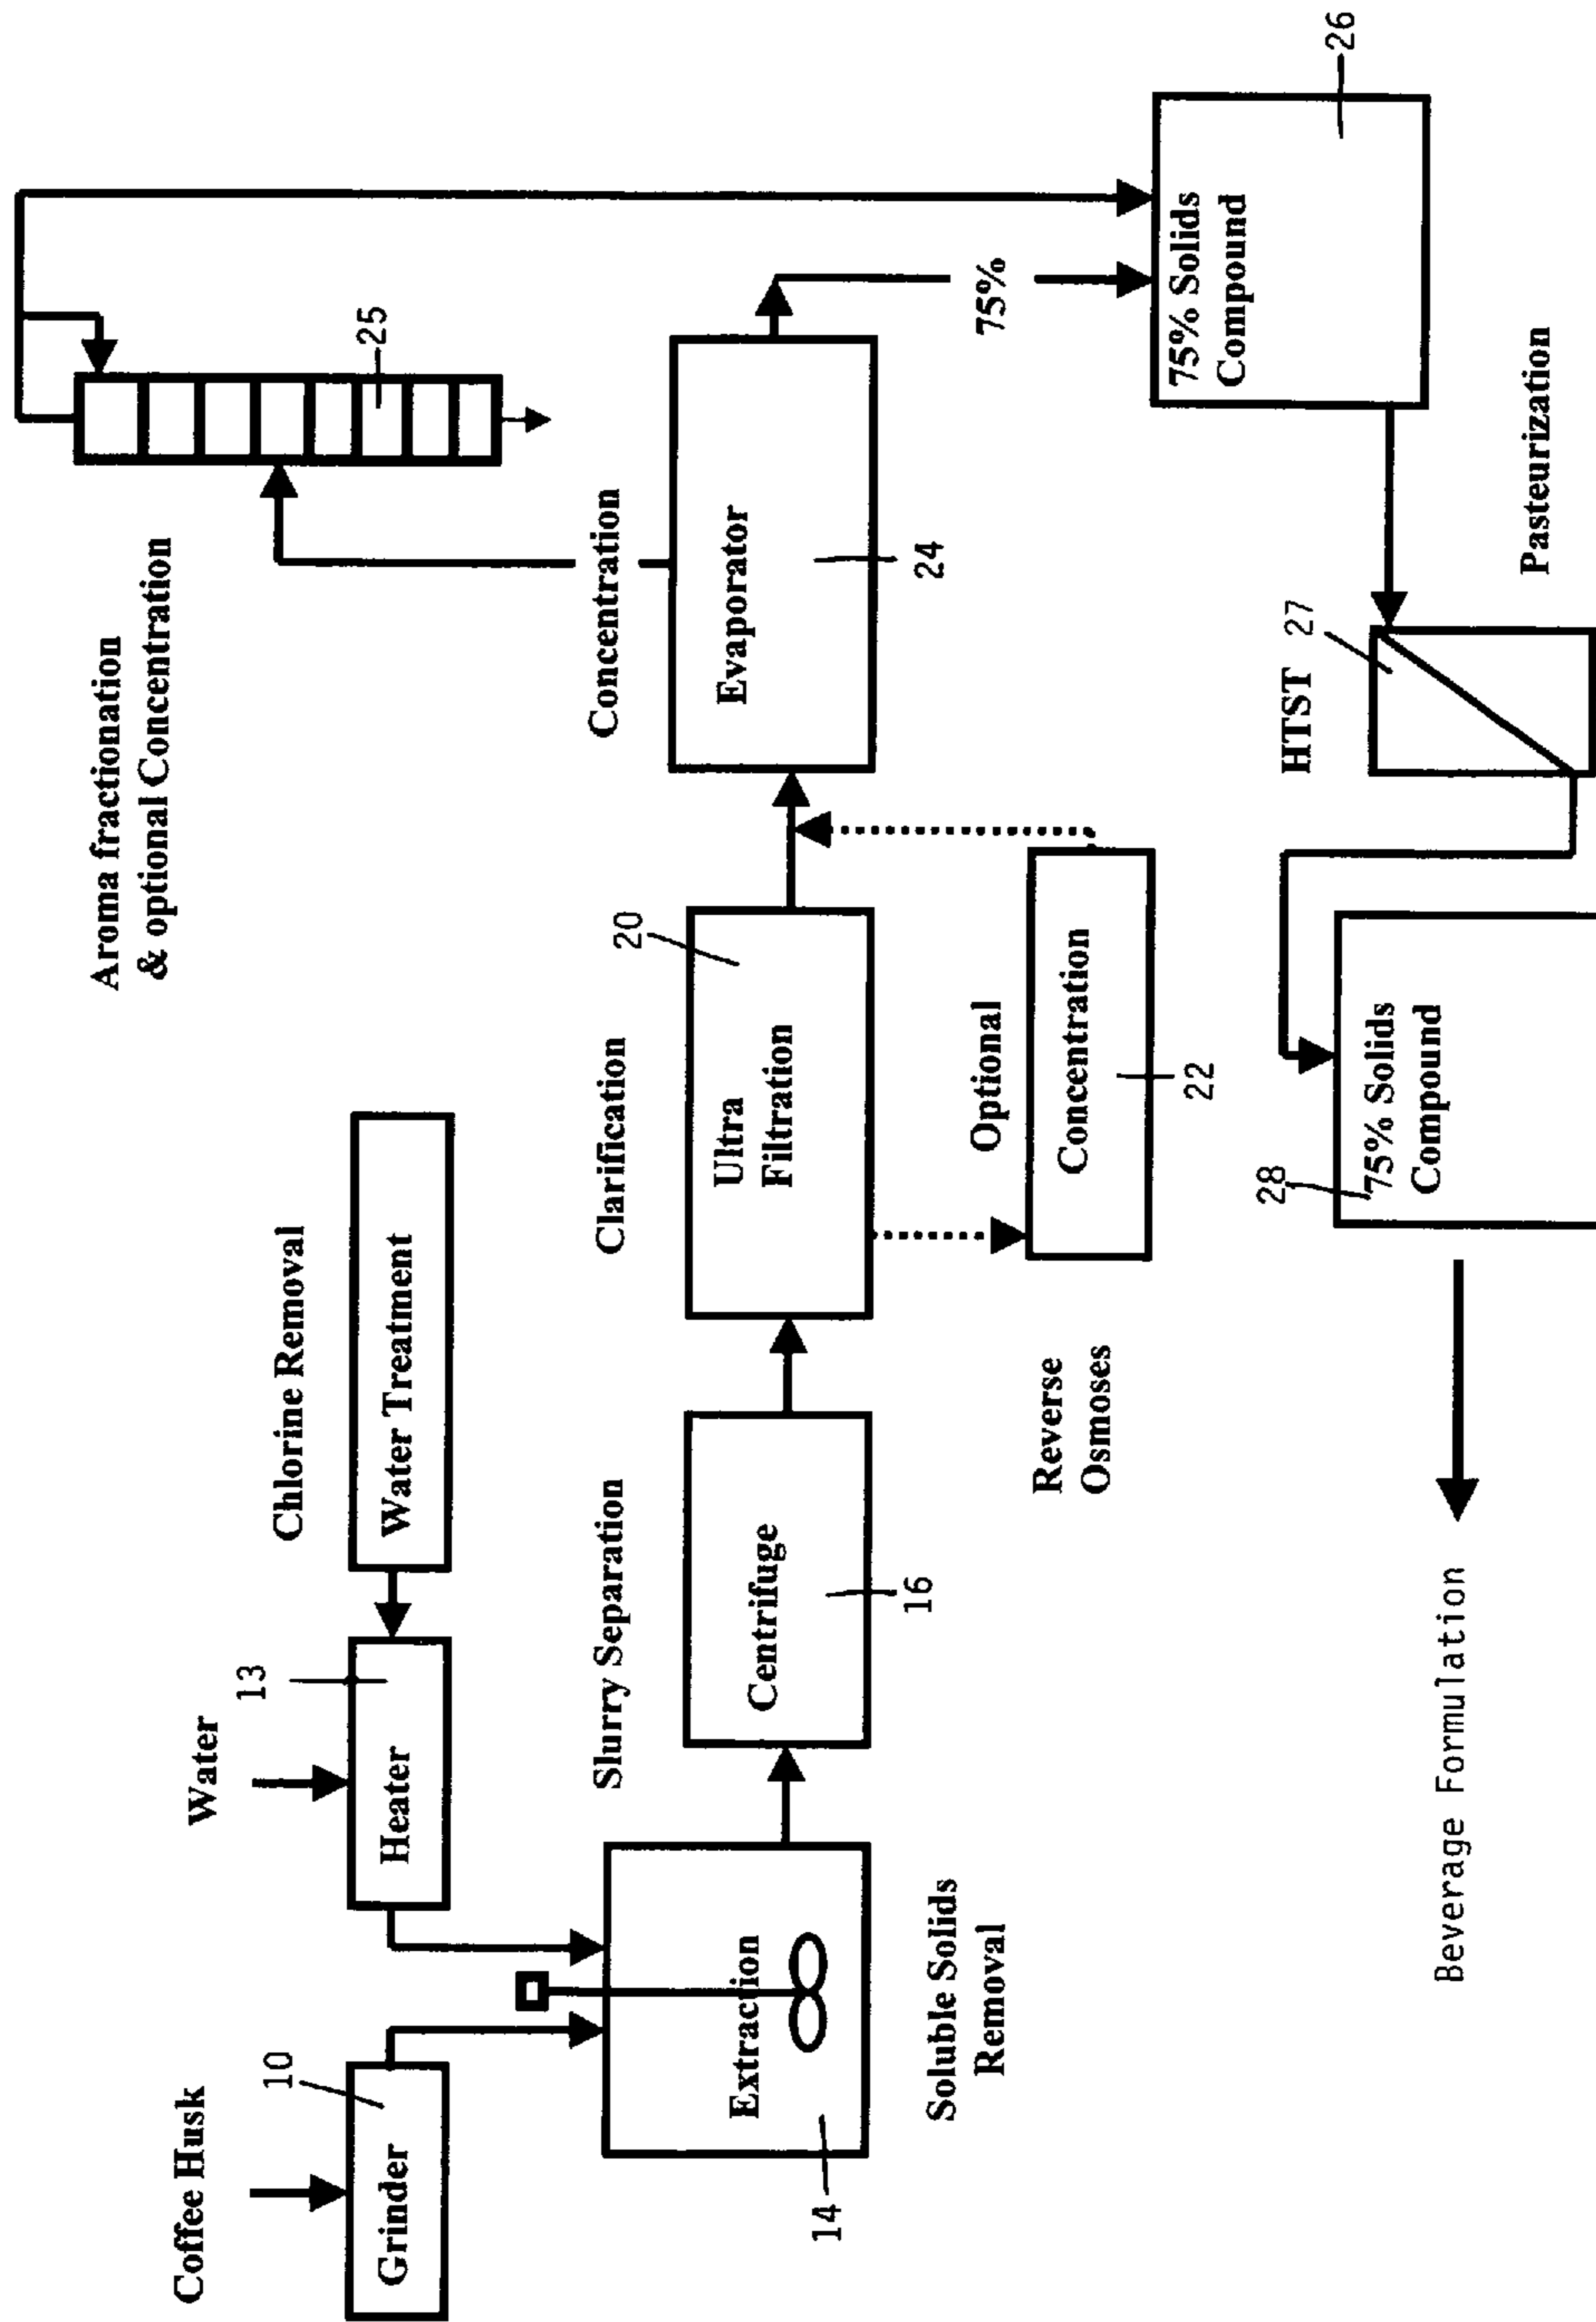 Coffee Husk
10
Grinder
Water
13
Heater
Chlorine Removal
Water Treatment
Extraction
14
Soluble Solids
Removal
Slurry Separation
Centrifuge
16
Clarification
20
Ultra
Filtration
Reverse
Osmoses
Optional
Concentration
22
Concentration
Evaporator
24
Aroma fractionation
& optional Concentration
25
75%
75% Solids
Compound
26
HTST
27
Pasteurization
28
75% Solids
Compound
Beverage Formulation